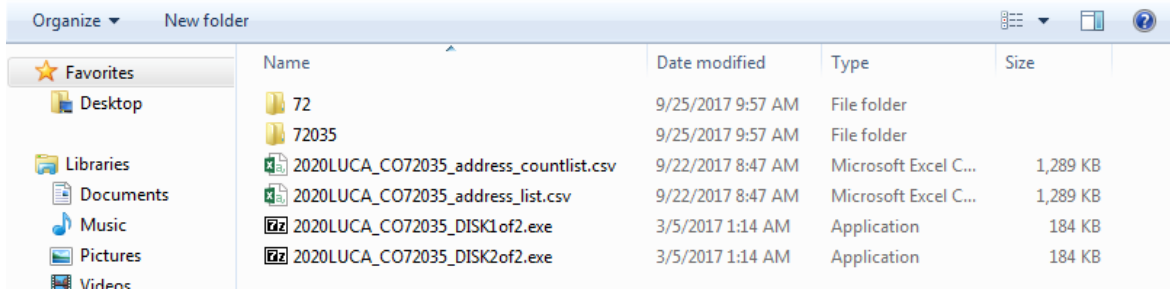 Organize New folder
Favorites
Desktop
Libraries
Documents
Music
Pictures
Videos
Name Date modified Type Size
72 9/25/2017 9:57 AM File folder
72035 9/25/2017 9:57 AM File folder
2020LUCA_CO72035_address_countlist.csv 9/22/2017 8:47 AM Microsoft Excel C... 1,289 KB
2020LUCA_CO72035_address_list.csv 9/22/2017 8:47 AM Microsoft Excel C... 1,289 KB
2020LUCA_CO72035_DISK1of2.exe 3/5/2017 1:14 AM Application 184 KB
2020LUCA_CO72035_DISK2of2.exe 3/5/2017 1:14 AM Application 184 KB